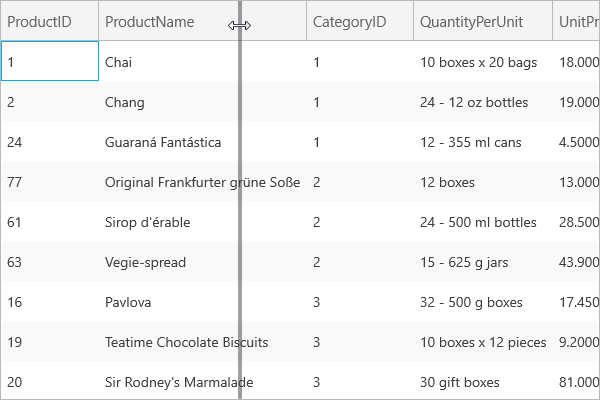 ProductID ProductName CategoryID QuantityPerUnit UnitPr
1 Chai 1 10 boxes x 20 bags 18.000
2 Chang 1 24 - 12 oz bottles 19.000
24 Guaraná Fantástica 1 12 - 355 ml cans 4.5000
77 Original Frankfurter grüne Soße 2 12 boxes 13.000
61 Sirop d'érable 2 24 - 500 ml bottles 28.500
63 Vegie-spread 2 15 - 625 g jars 43.900
16 Pavlova 3 32 - 500 g boxes 17.450
19 Teatime Chocolate Biscuits 3 10 boxes x 12 pieces 9.2000
20 Sir Rodney's Marmalade 3 30 gift boxes 81.000